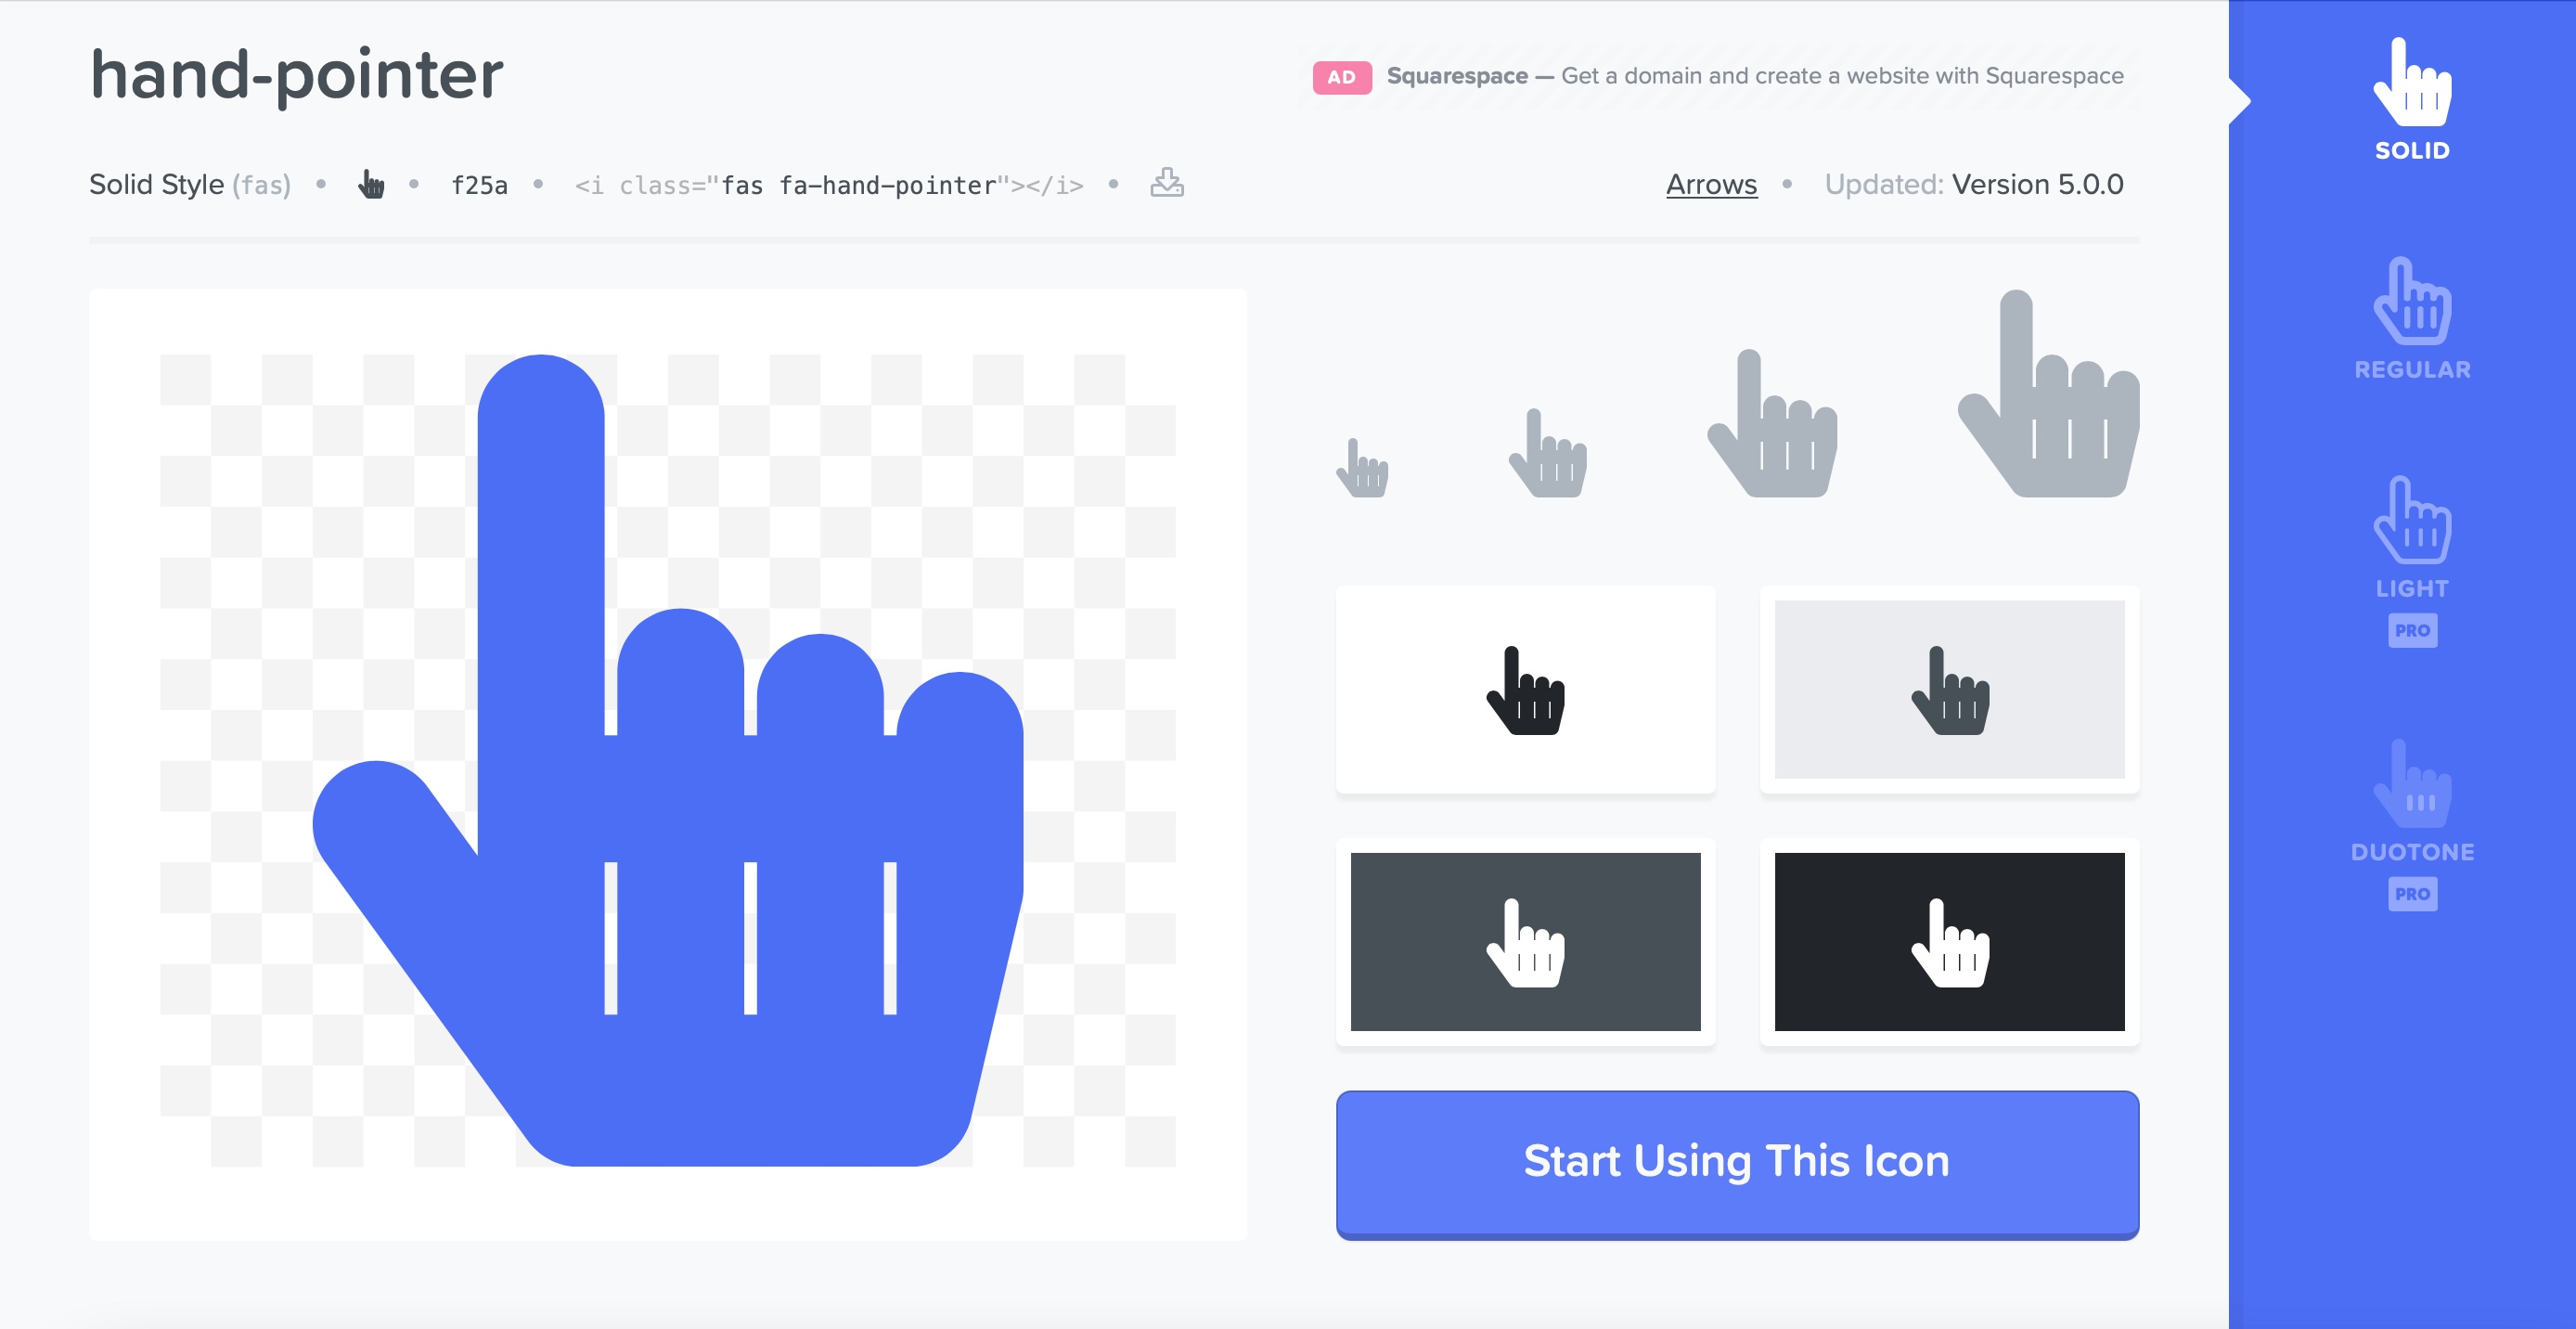 hand-pointer
AD Squarespace — Get a domain and create a website with Squarespace
Solid Style (fas) • • f25a • <i class="fas fa-hand-pointer"></i> •
Arrows • Updated: Version 5.0.0
Start Using This Icon
SOLID
REGULAR
LIGHT
PRO
DUOTONE
PRO